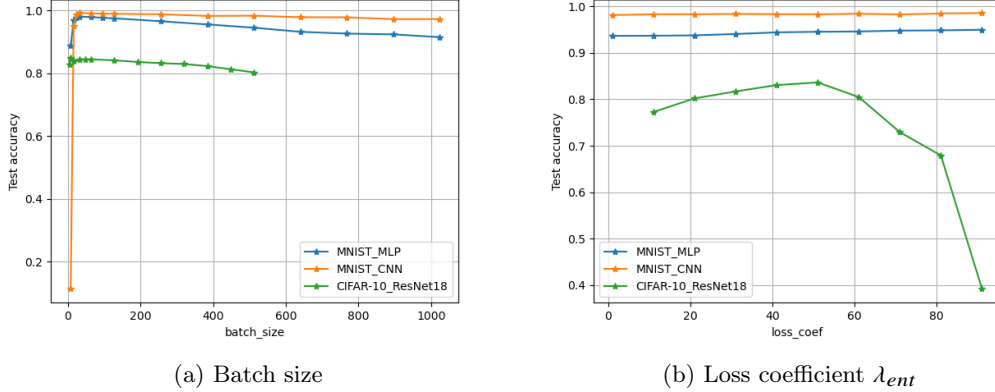 1.0
0.8
0.6
0.4
0.2
Test accuracy
0
200
400
600
800
1000
batch_size
MNIST_MLP
MNIST_CNN
CIFAR-10_ResNet18
(a) Batch size
1.0
0.9
0.8
0.7
0.6
0.5
0.4
Test accuracy
0
20
40
60
80
loss_coef
MNIST_MLP
MNIST_CNN
CIFAR-10_ResNet18
(b) Loss coefficient λ_ent